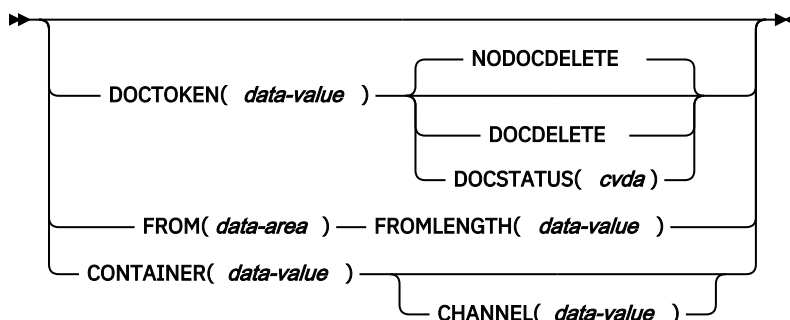 NODOCDELETE
DOCTOKEN( data-value )
DOCDELETE
DOCSTATUS( cvda )
FROM( data-area ) FROMLENGTH( data-value )
CONTAINER( data-value )
CHANNEL( data-value )